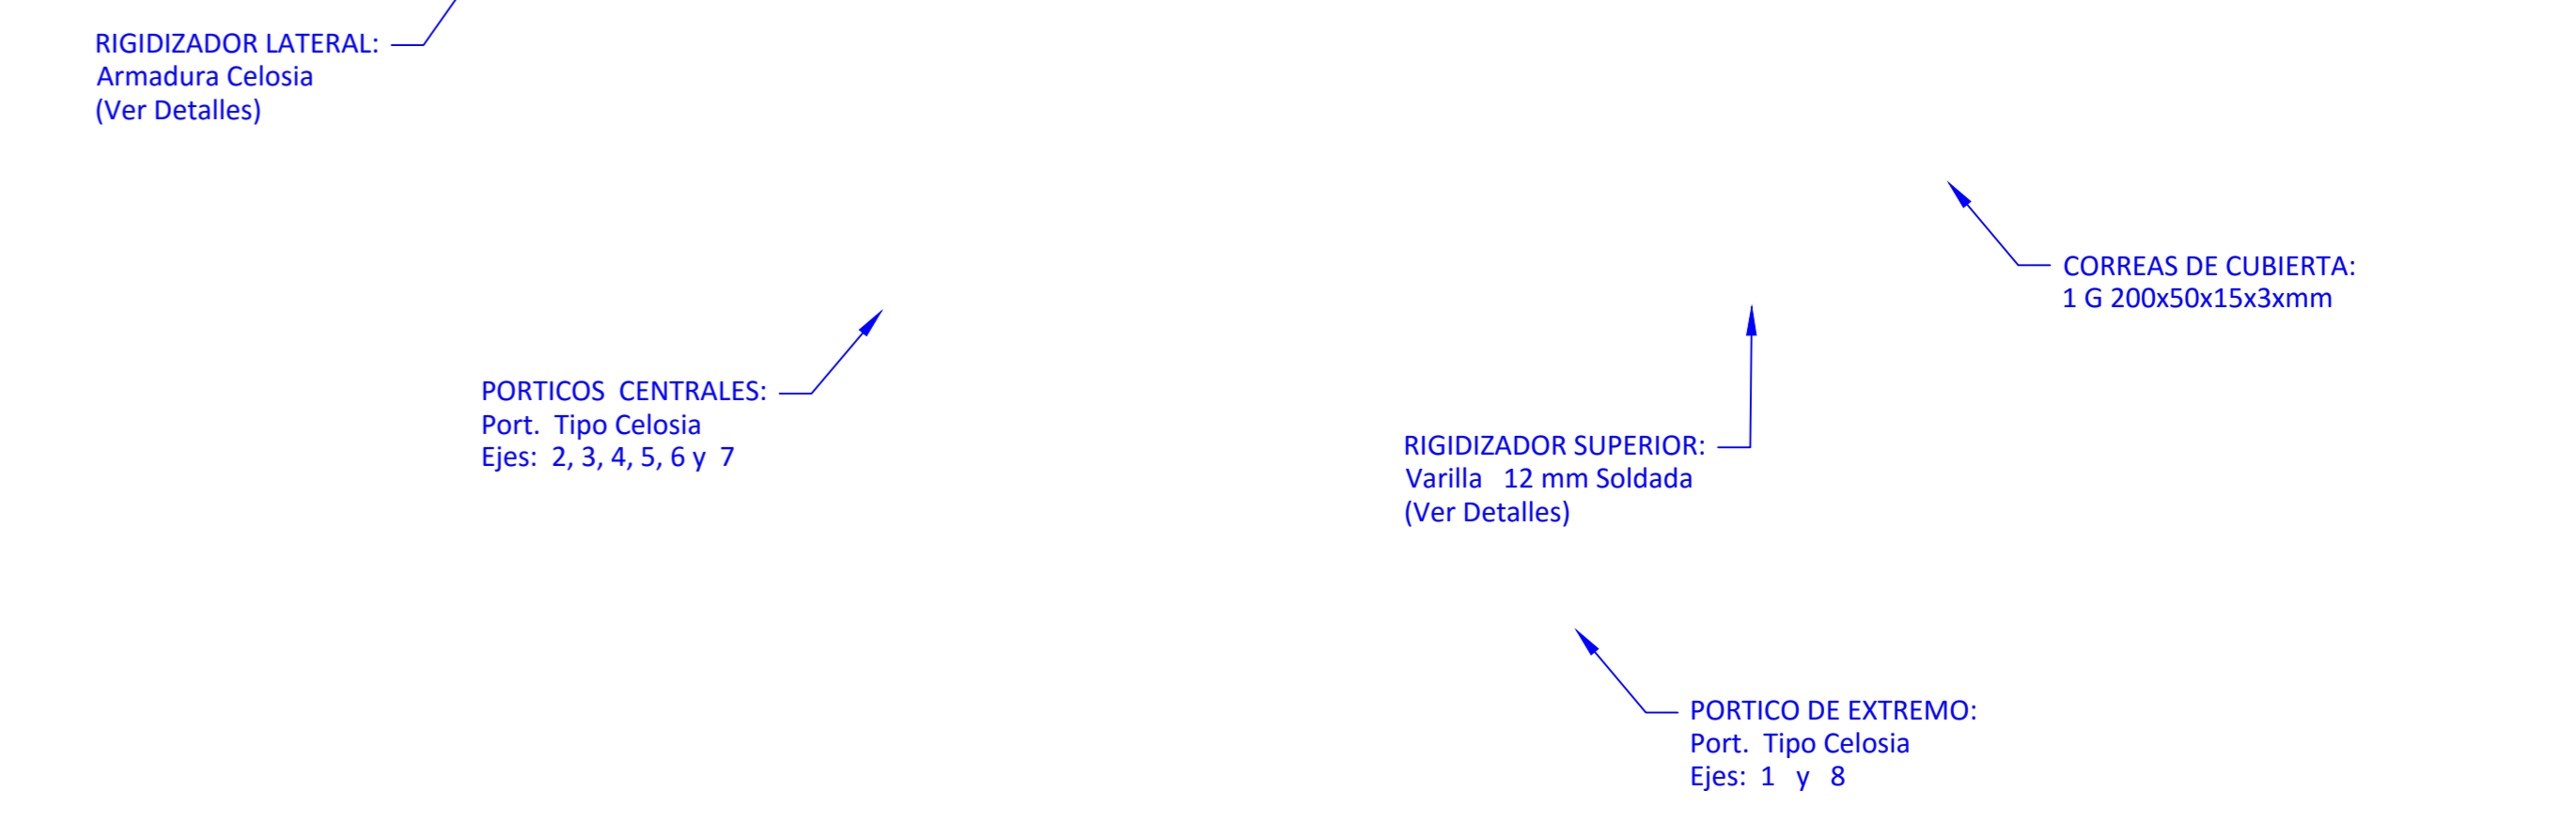 RIGIDIZADOR LATERAL:
Armadura Celosia
(Ver Detalles)
CORREAS DE CUBIERTA:
1 G 200x50x15x3xmm
PORTICOS CENTRALES:
Port. Tipo Celosia
Ejes: 2, 3, 4, 5, 6 y 7
RIGIDIZADOR SUPERIOR:
Varilla 12 mm Soldada
(Ver Detalles)
PORTICO DE EXTREMO:
Port. Tipo Celosia
Ejes: 1 y 8